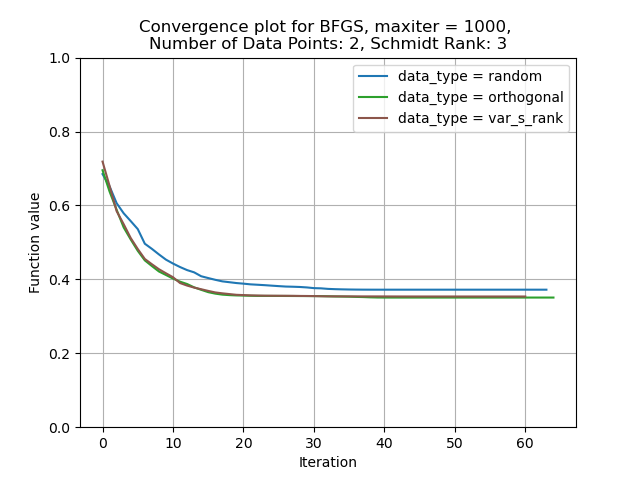 Convergence plot for BFGS, maxiter = 1000,
Number of Data Points: 2, Schmidt Rank: 3
1.0
data_type = random
data_type = orthogonal
data_type = var_s_rank
0.8
0.6
Function value
0.4
0.2
0.0
0 10 20 30 40 50 60
Iteration